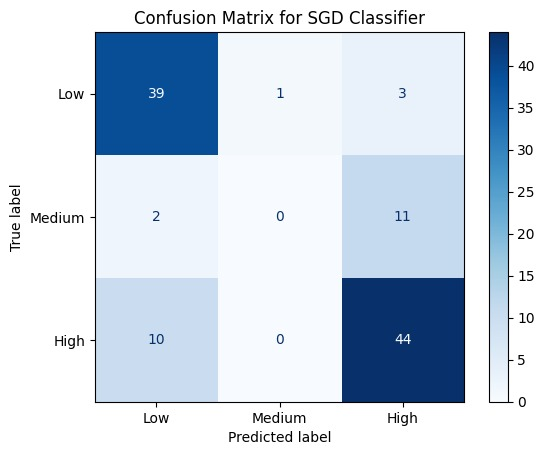 Confusion Matrix for SGD Classifier
True label
Low
Medium
High
39 1 3
2 0 11
10 0 44
Low Medium High
Predicted label
40
35
30
25
20
15
10
5
0